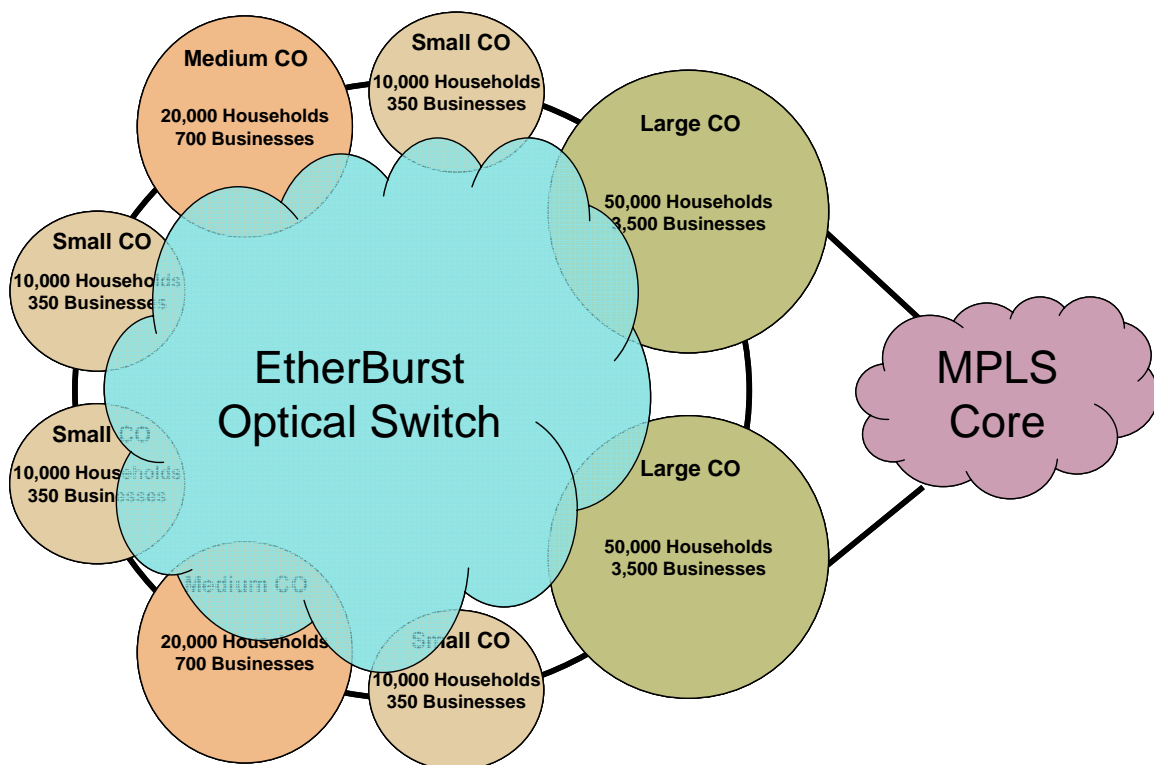 Small CO
10,000 Households
350 Businesses
Medium CO
20,000 Households
700 Businesses
Large CO
50,000 Households
3,500 Businesses
Small CO
10,000 Households
350 Businesses
EtherBurst
Optical Switch
MPLS
Core
Small CO
10,000 Households
350 Businesses
Large CO
50,000 Households
3,500 Businesses
Medium CO
20,000 Households
700 Businesses
Small CO
10,000 Households
350 Businesses